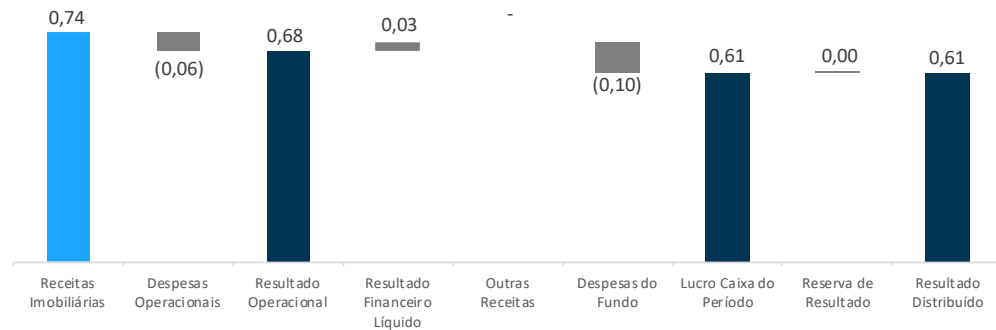 0,74
(0,06)
0,68
0,03
-
(0,10)
0,61
0,00
0,61
Receitas
Imobiliárias
Despesas
Operacionais
Resultado
Operacional
Resultado
Financeiro
Líquido
Outras
Receitas
Despesas do
Fundo
Lucro Caixa do
Período
Reserva de
Resultado
Resultado
Distribuído